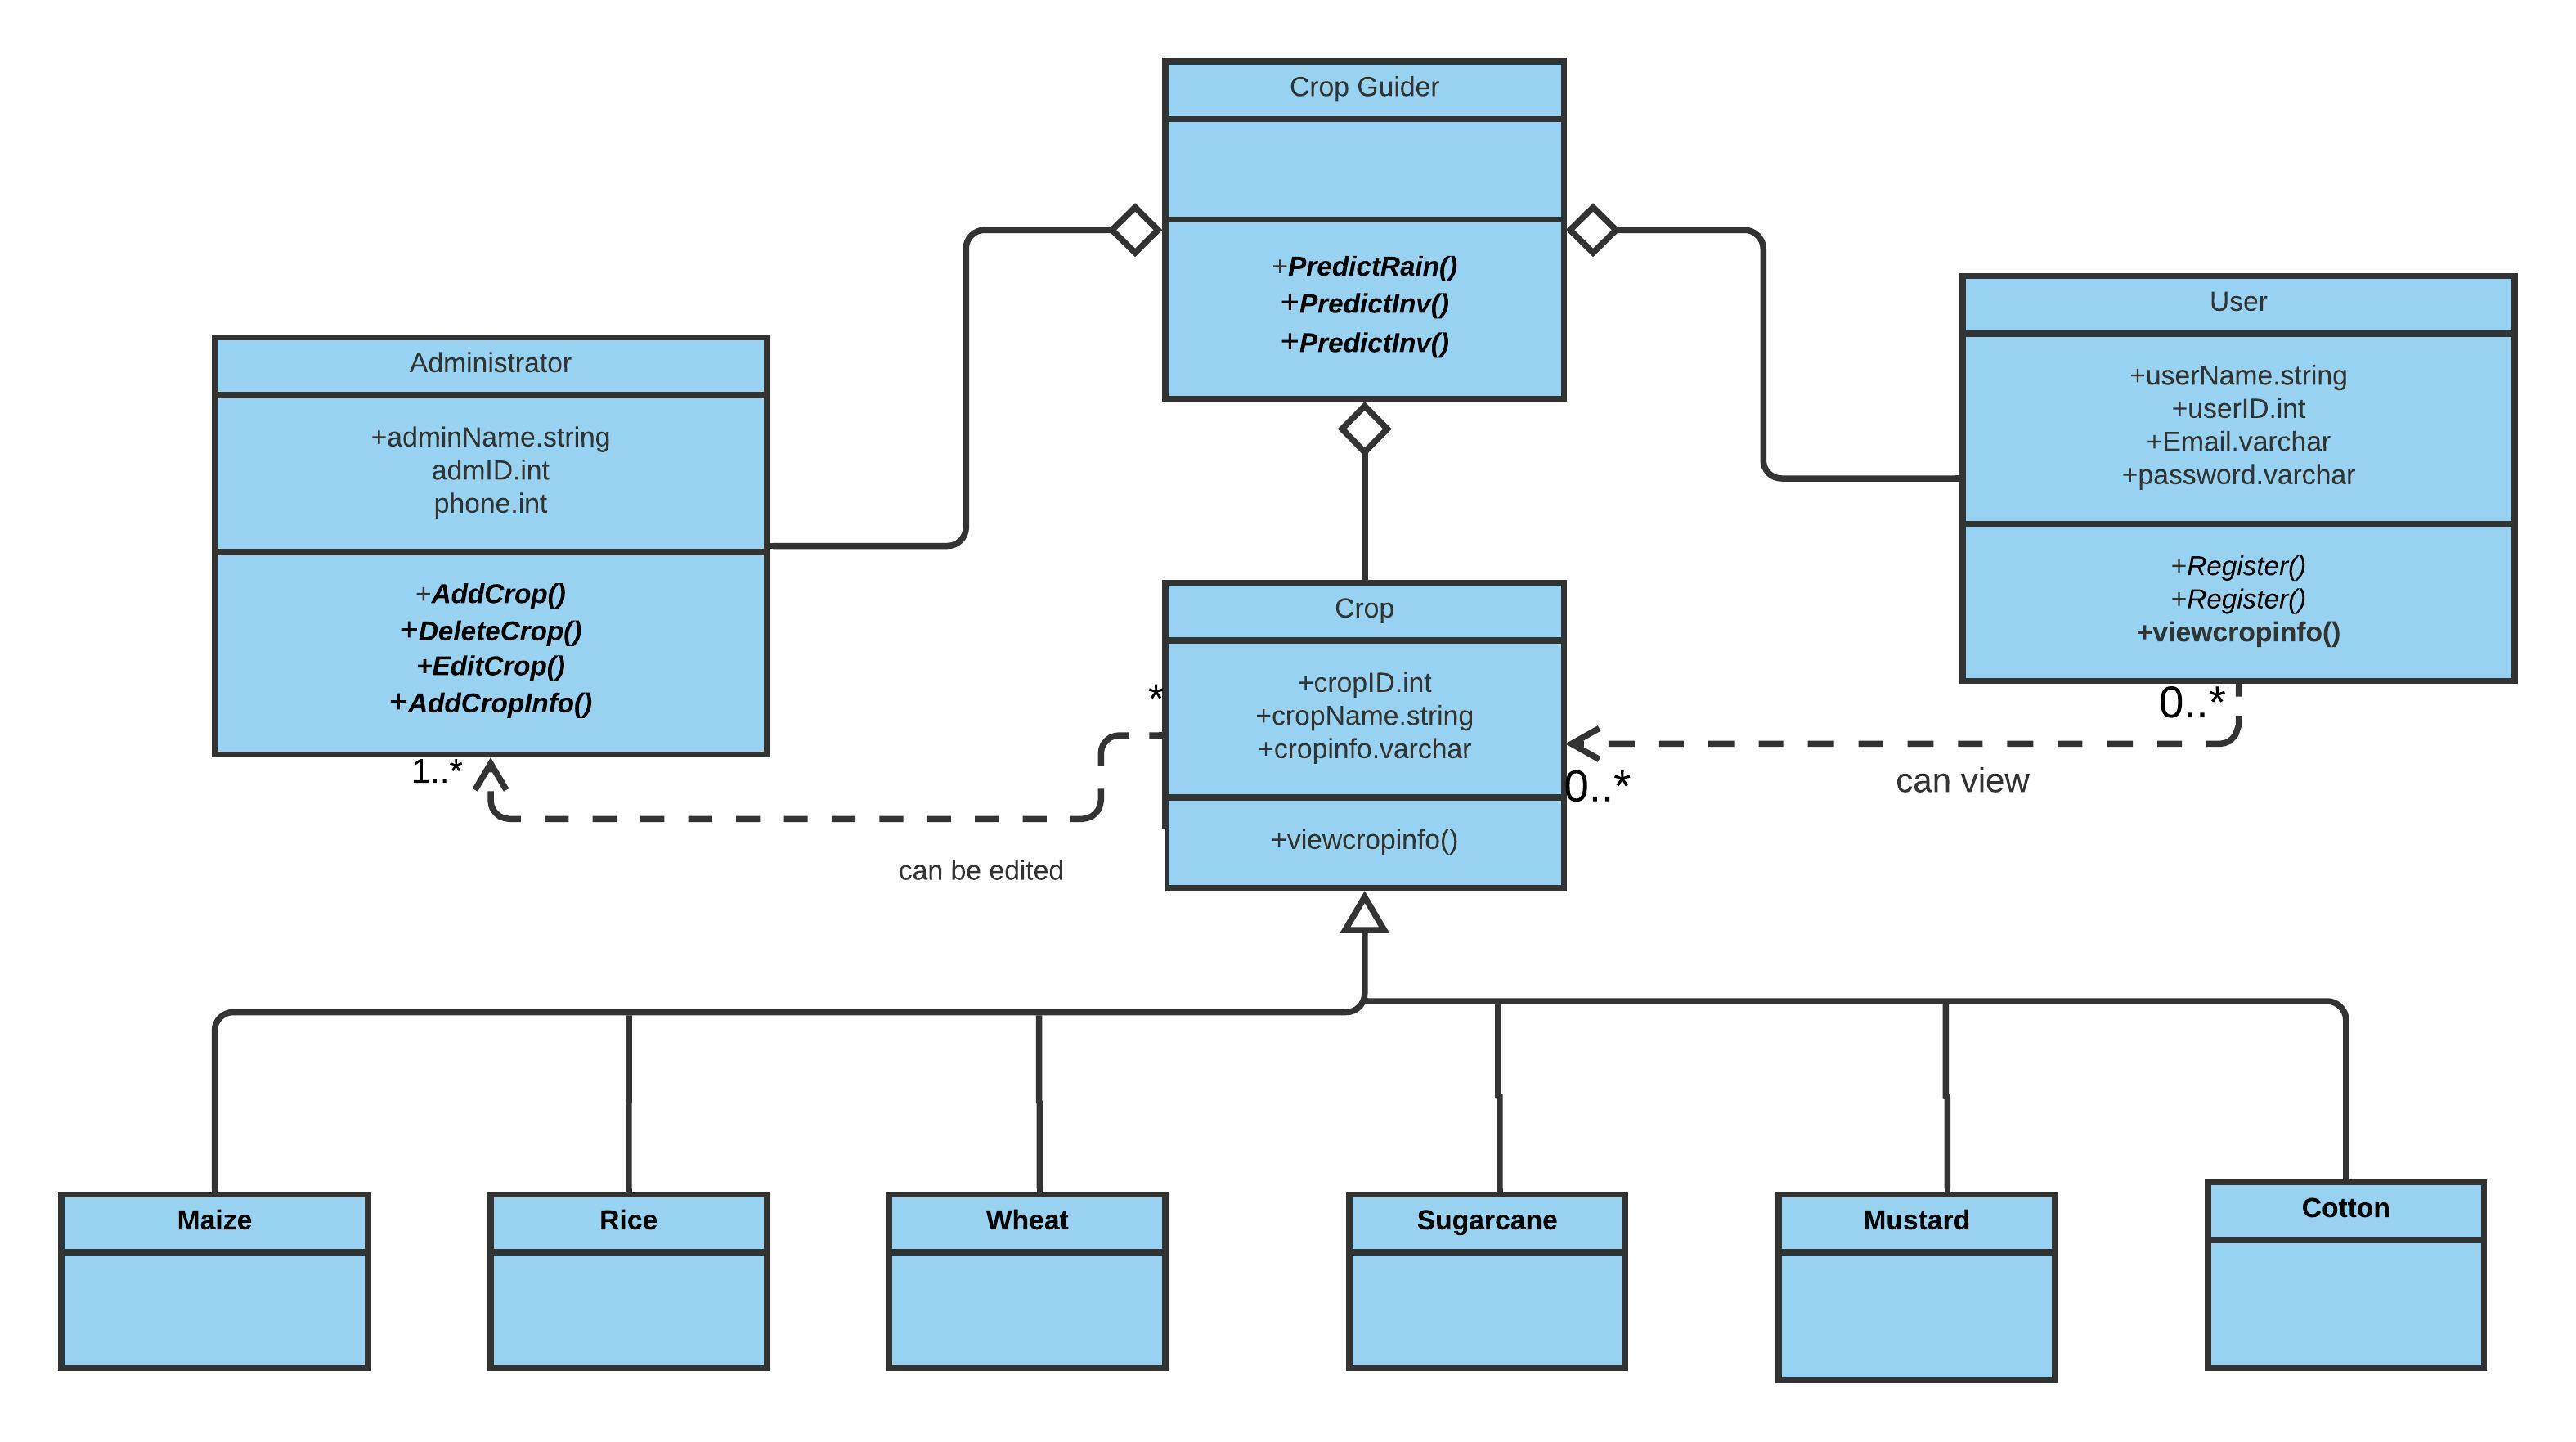 Crop Guider
+PredictRain()
+PredictInv()
+PredictInv()
User
+userName.string
+userID.int
+Email.varchar
+password.varchar
+Register()
+Register()
+viewcropinfo()
0..*
Administrator
+adminName.string
admID.int
phone.int
+AddCrop()
+DeleteCrop()
+EditCrop()
+AddCropInfo()
1..*
Crop
+cropID.int
+cropName.string
+cropinfo.varchar
+viewcropinfo()
*
0..*
can view
can be edited
Maize
Rice
Wheat
Sugarcane
Mustard
Cotton